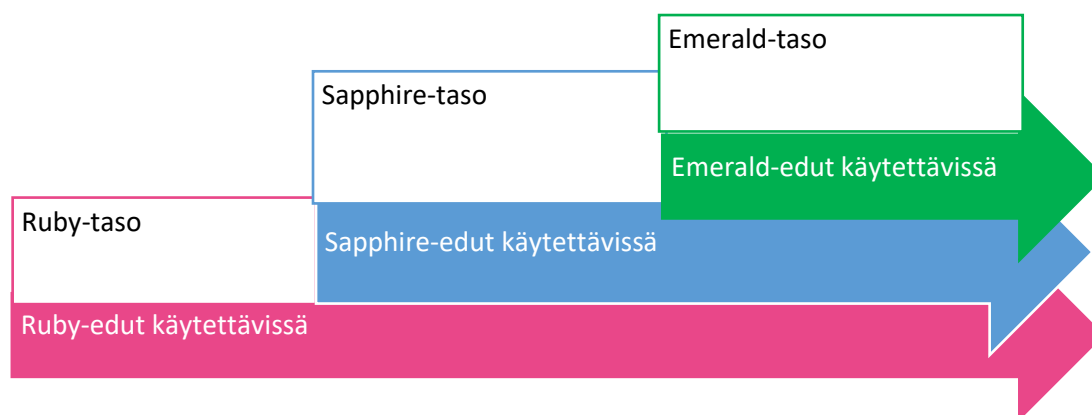 Emerald-taso
Sapphire-taso
Emerald-edut käytettävissä
Ruby-taso
Sapphire-edut käytettävissä
Ruby-edut käytettävissä